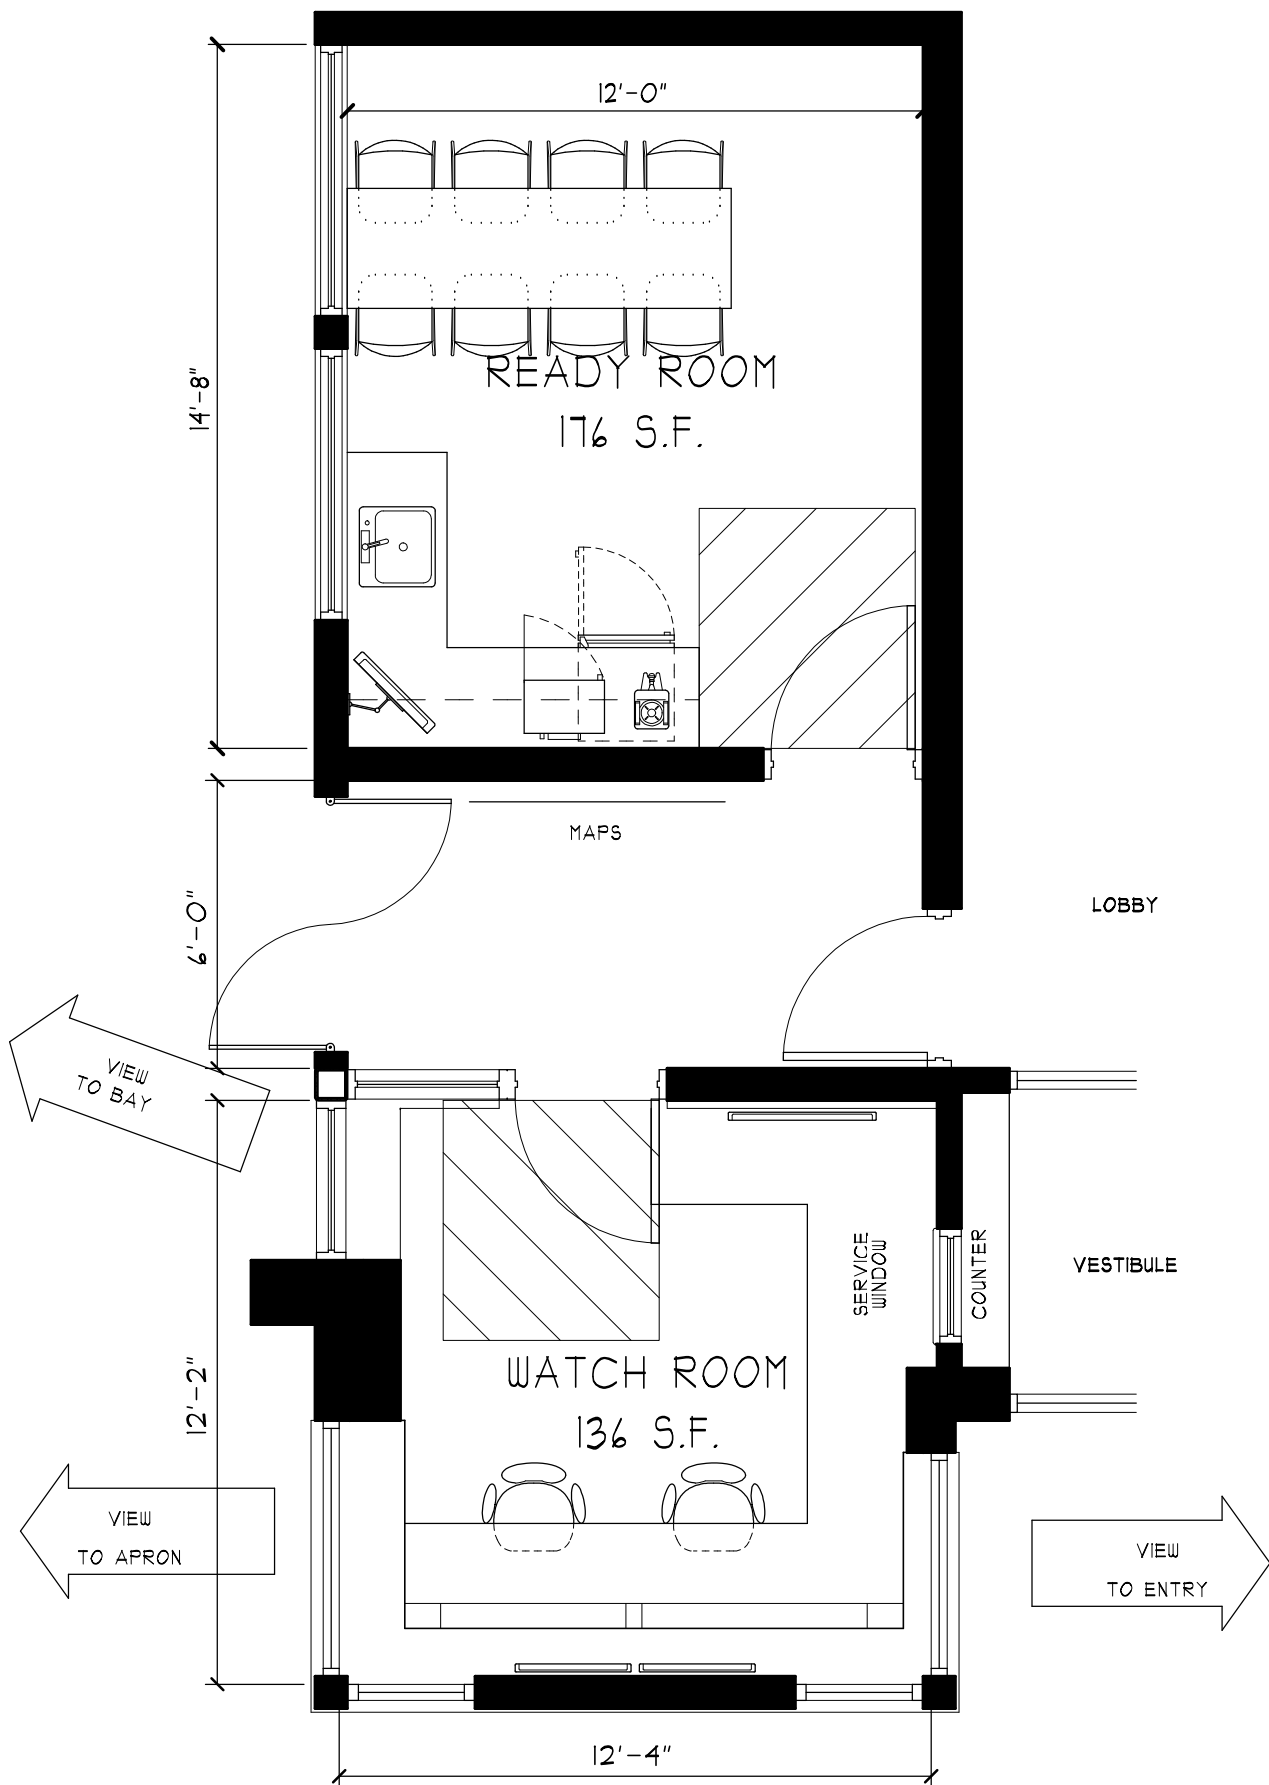 12'-0"
READY ROOM
176 S.F.
14'-8"
MAPS
LOBBY
6'-0"
VIEW
TO BAY
SERVICE
WINDOW
COUNTER
VESTIBULE
WATCH ROOM
136 S.F.
12'-2"
VIEW
TO APRON
VIEW
TO ENTRY
12'-4"